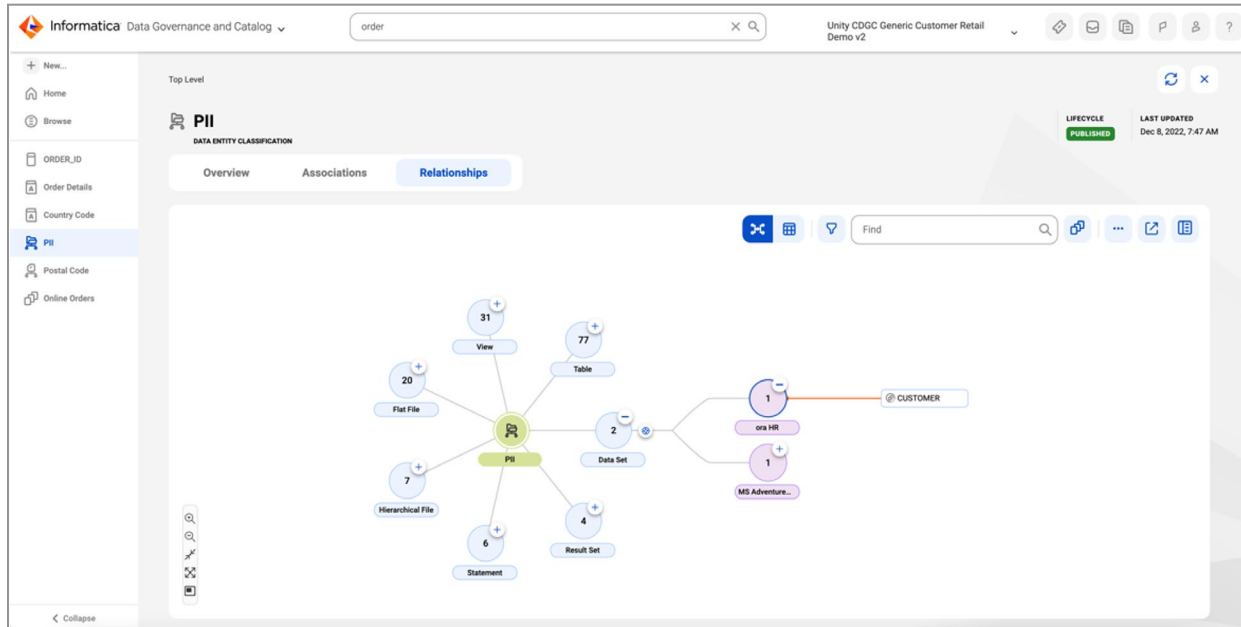 Informatica Data Governance and Catalog
order
Unity CDGC Generic Customer Retail
Demo v2
?
New...
Home
Browse
ORDER_ID
Order Details
Country Code
PII
Postal Code
Online Orders
Collapse
Top Level
PII
DATA ENTITY CLASSIFICATION
LIFECYCLE
PUBLISHED
LAST UPDATED
Dec 8, 2022, 7:47 AM
Overview
Associations
Relationships
Find
31
View
77
Table
20
Flat File
PII
2
Data Set
1
ora HR
CUSTOMER
1
MS Adventure...
7
Hierarchical File
6
Statement
4
Result Set